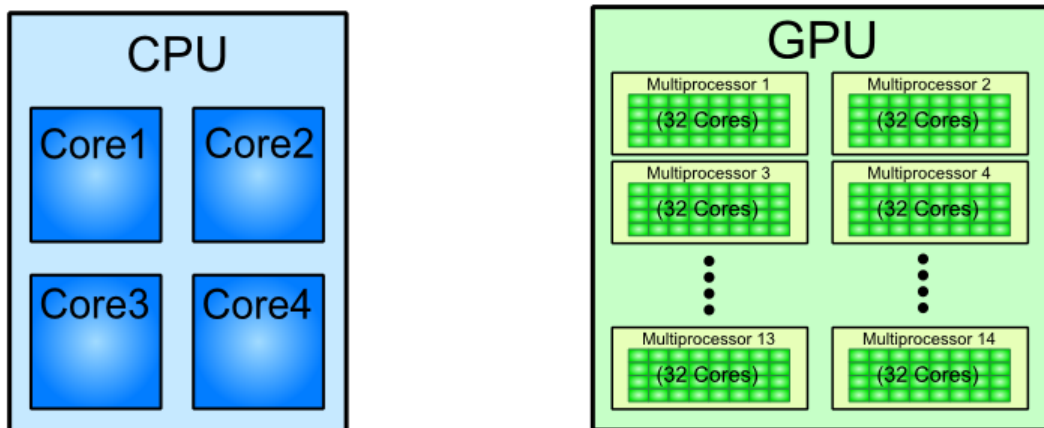 CPU
Core1
Core2
Core3
Core4
GPU
Multiprocessor 1
(32 Cores)
Multiprocessor 2
(32 Cores)
Multiprocessor 3
(32 Cores)
Multiprocessor 4
(32 Cores)
Multiprocessor 13
(32 Cores)
Multiprocessor 14
(32 Cores)